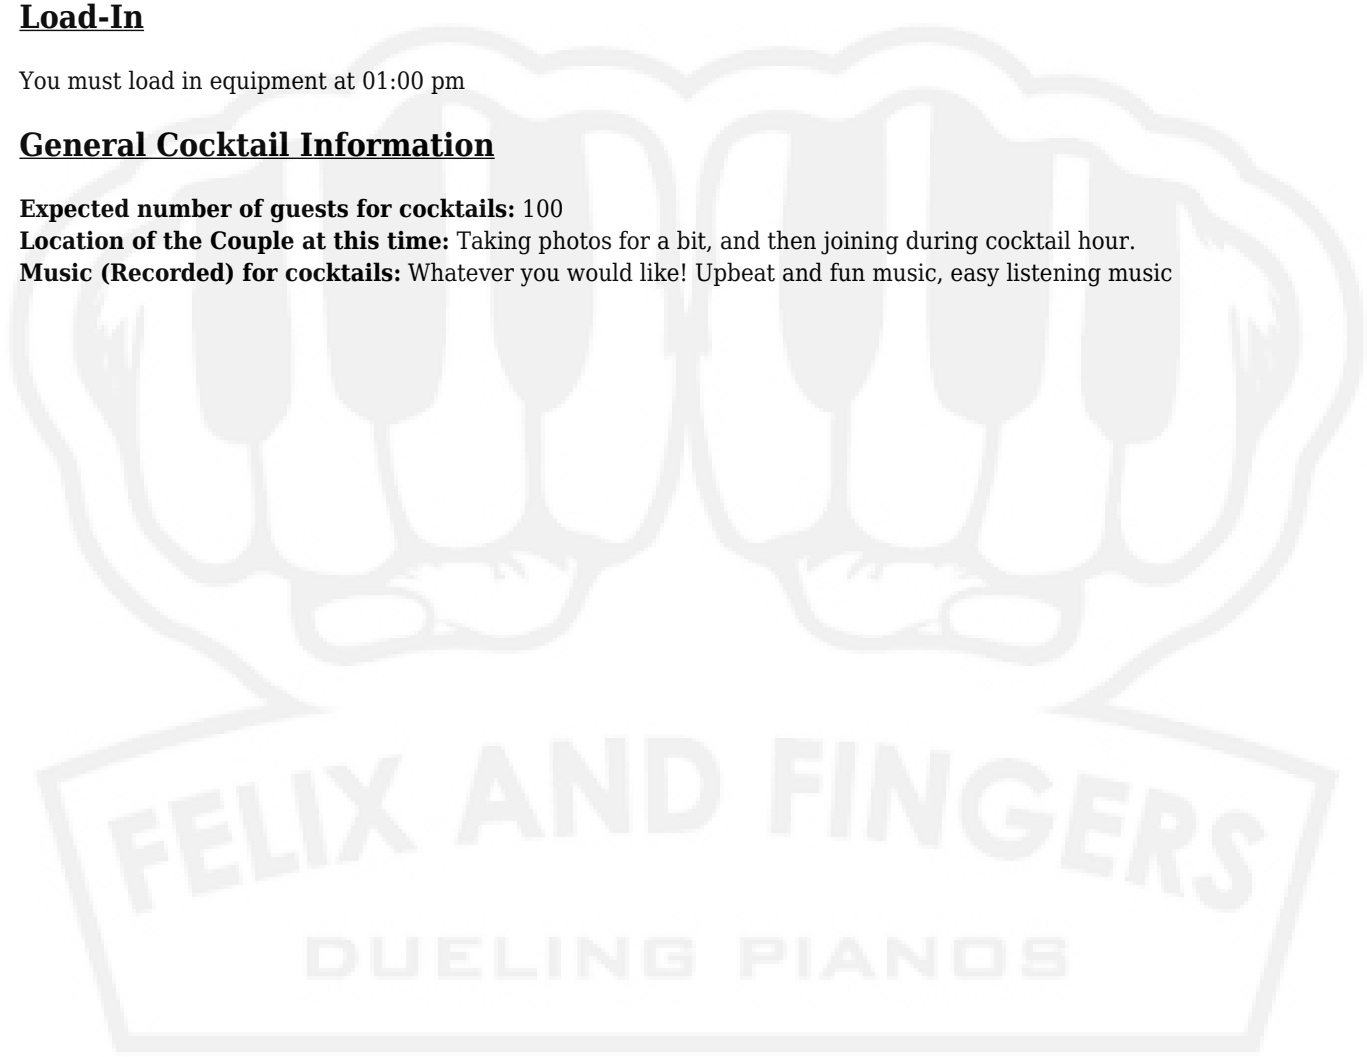 Load-In
You must load in equipment at 01:00 pm
General Cocktail Information
Expected number of guests for cocktails: 100
Location of the Couple at this time: Taking photos for a bit, and then joining during cocktail hour.
Music (Recorded) for cocktails: Whatever you would like! Upbeat and fun music, easy listening music
FELIX AND FINGERS
DUELING PIANOS